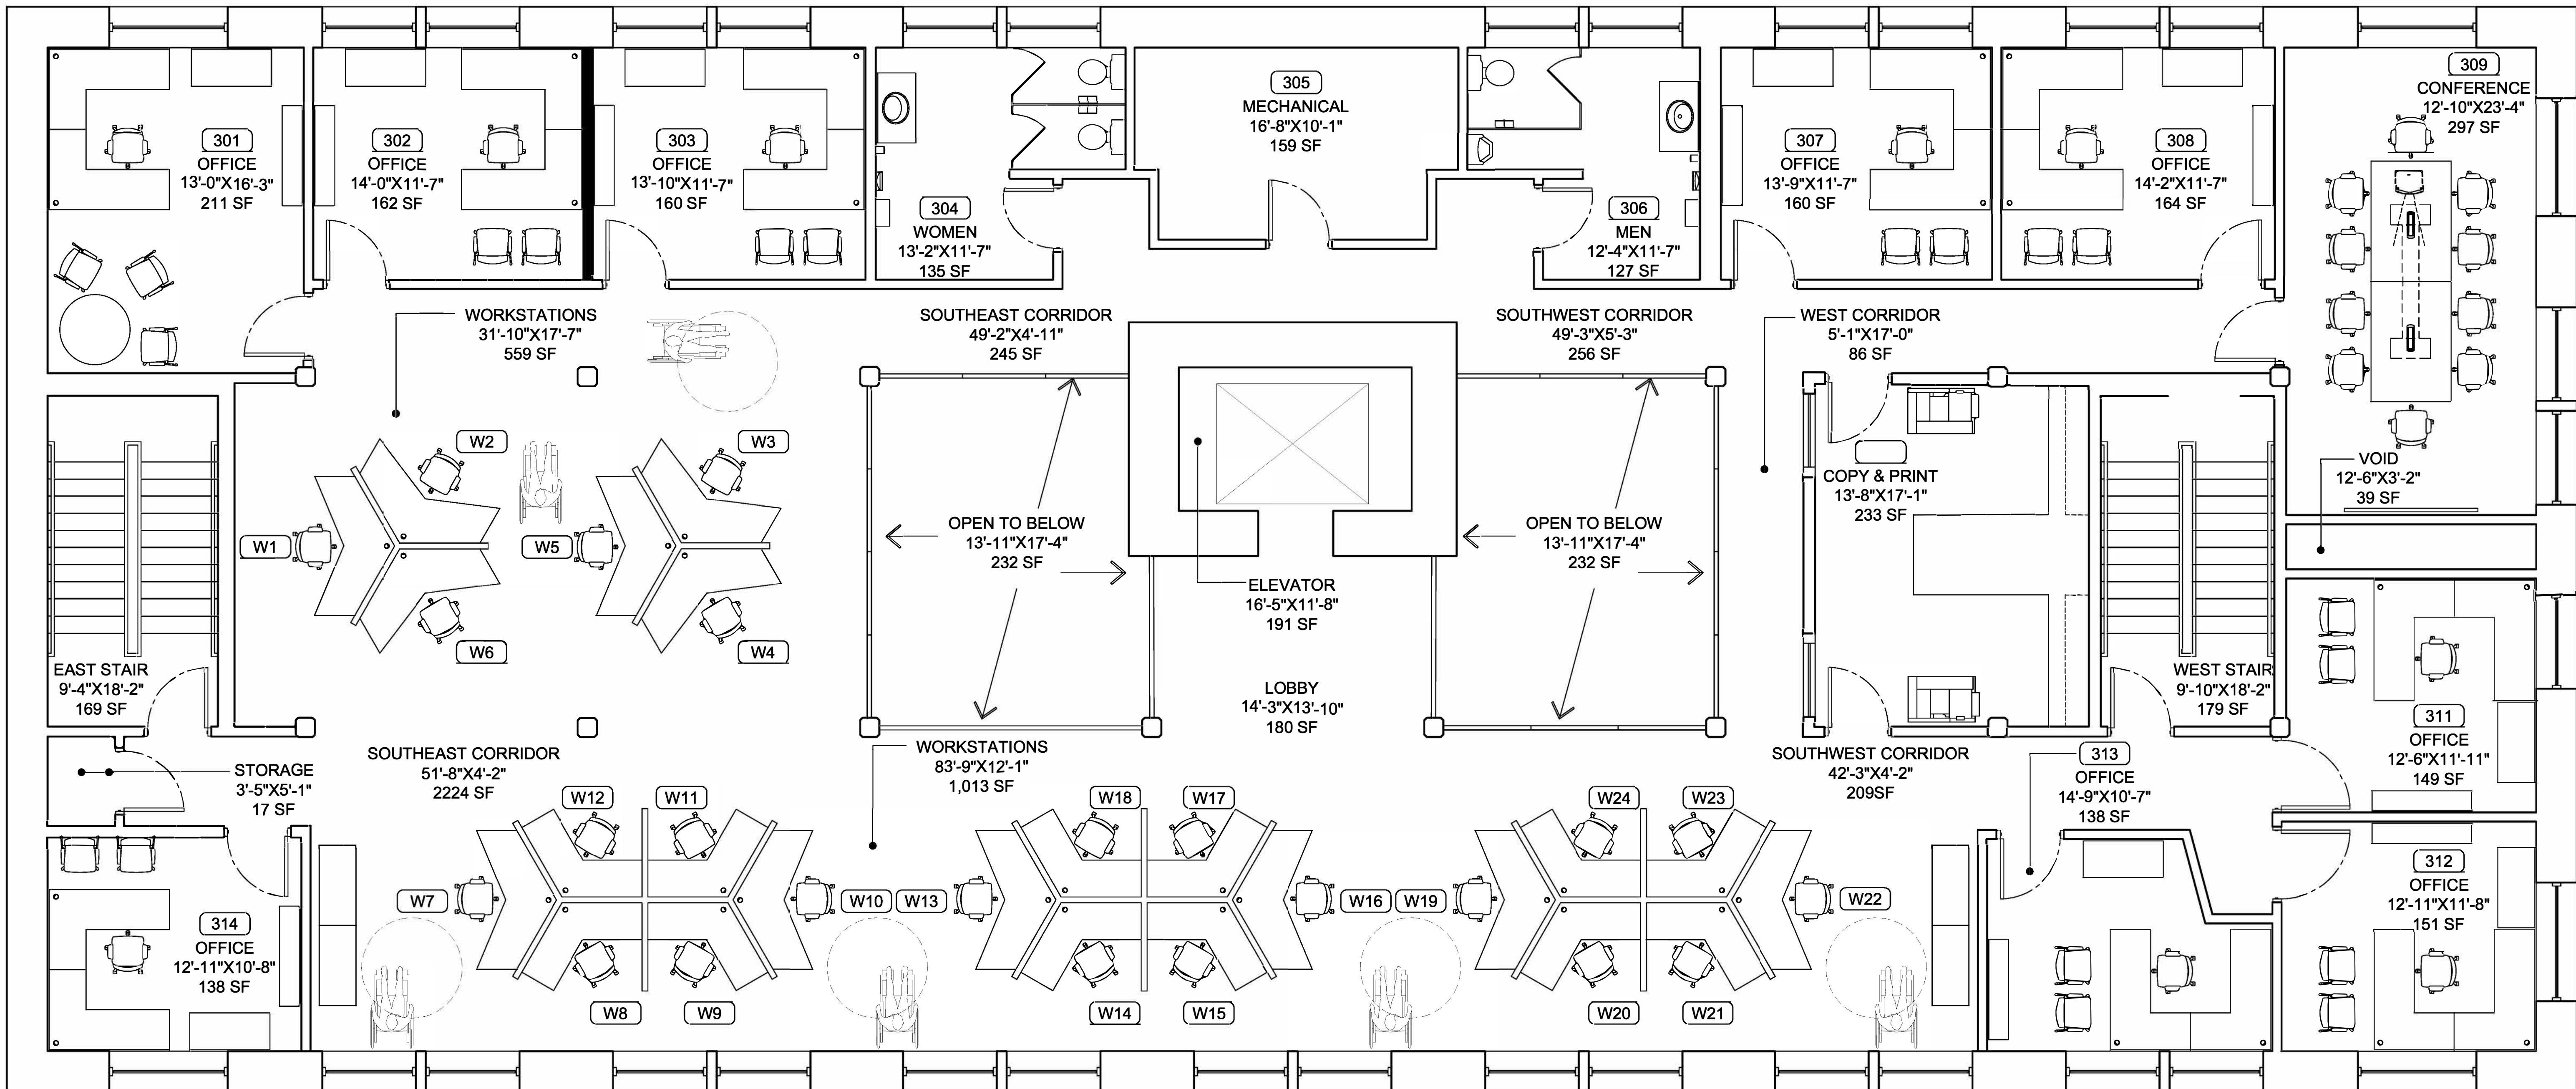 301
OFFICE
13'-0"X16'-3"
211 SF
302
OFFICE
14'-0"X11'-7"
162 SF
303
OFFICE
13'-10"X11'-7"
160 SF
304
WOMEN
13'-2"X11'-7"
135 SF
305
MECHANICAL
16'-8"X10'-1"
159 SF
306
MEN
12'-4"X11'-7"
127 SF
307
OFFICE
13'-9"X11'-7"
160 SF
308
OFFICE
14'-2"X11'-7"
164 SF
309
CONFERENCE
12'-10"X23'-4"
297 SF
WORKSTATIONS
31'-10"X17'-7"
559 SF
SOUTHEAST CORRIDOR
49'-2"X4'-11"
245 SF
SOUTHWEST CORRIDOR
49'-3"X5'-3"
256 SF
WEST CORRIDOR
5'-1"X17'-0"
86 SF
W2
W3
W1
W5
W6
W4
OPEN TO BELOW
13'-11"X17'-4"
232 SF
ELEVATOR
16'-5"X11'-8"
191 SF
OPEN TO BELOW
13'-11"X17'-4"
232 SF
COPY & PRINT
13'-8"X17'-1"
233 SF
VOID
12'-6"X3'-2"
39 SF
EAST STAIR
9'-4"X18'-2"
169 SF
LOBBY
14'-3"X13'-10"
180 SF
WEST STAIR
9'-10"X18'-2"
179 SF
311
OFFICE
12'-6"X11'-11"
149 SF
STORAGE
3'-5"X5'-1"
17 SF
SOUTHEAST CORRIDOR
51'-8"X4'-2"
2224 SF
WORKSTATIONS
83'-9"X12'-1"
1,013 SF
SOUTHWEST CORRIDOR
42'-3"X4'-2"
209SF
313
OFFICE
14'-9"X10'-7"
138 SF
W12
W11
W18
W17
W24
W23
W7
W10
W13
W16
W19
W22
W8
W9
W14
W15
W20
W21
314
OFFICE
12'-11"X10'-8"
138 SF
312
OFFICE
12'-11"X11'-8"
151 SF